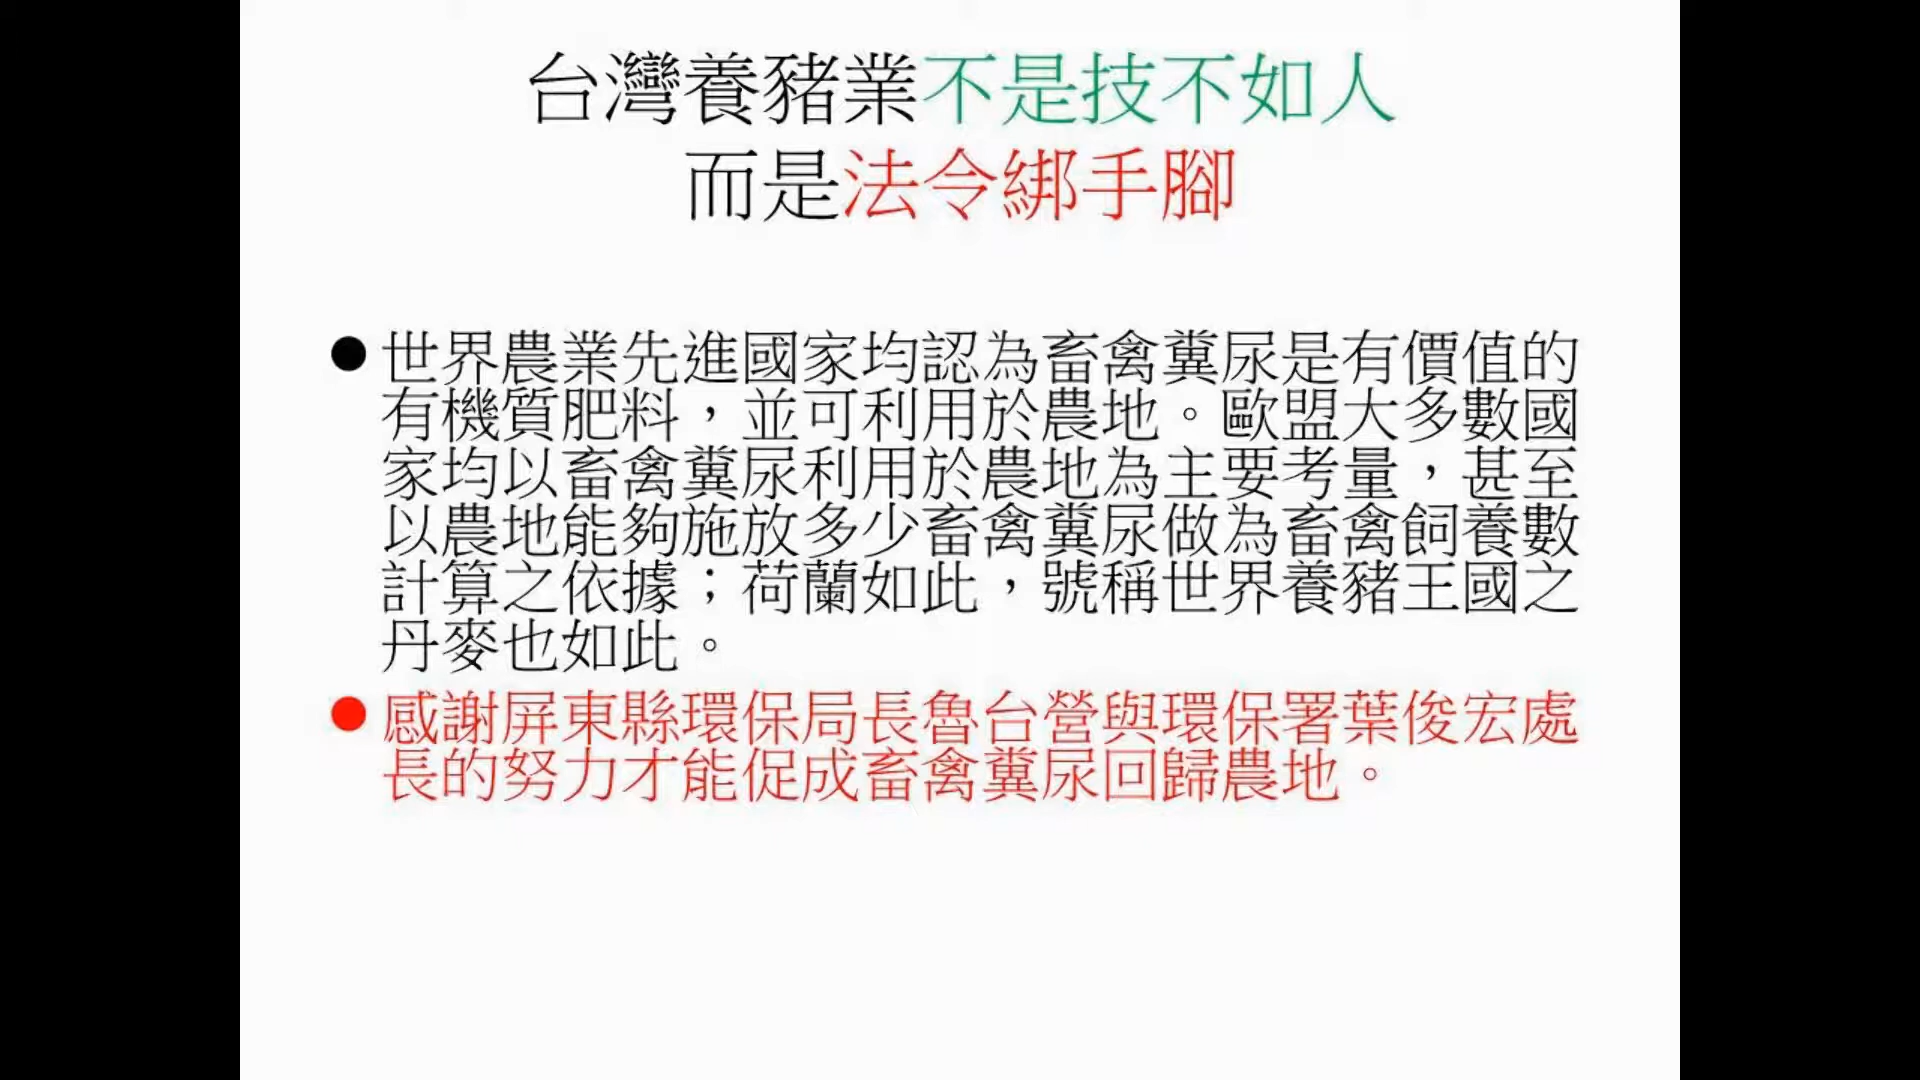 台灣養豬業不是技不如人
而是法令綁手腳
●世界農業先進國家均認為畜禽糞尿是有價值的
有機質肥料，並可利用於農地。歐盟大多數國
家均以畜禽糞尿利用於農地為主要考量，甚至
以農地能夠施放多少畜禽糞尿做為畜禽飼養數
計算之依據；荷蘭如此，號稱世界養豬王國之
丹麥也如此。
●感謝屏東縣環保局長魯台營與環保署葉俊宏處
長的努力才能促成畜禽糞尿回歸農地。